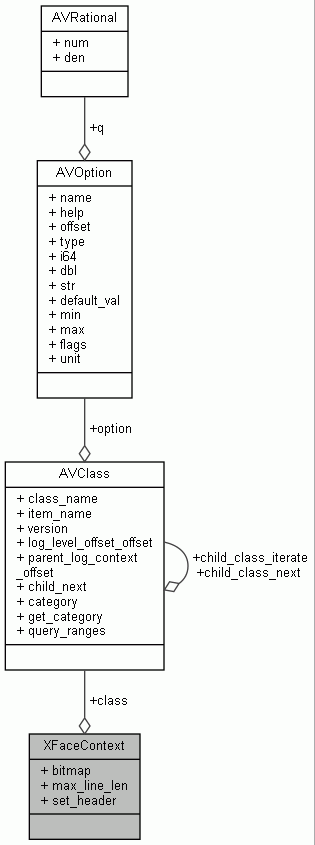 AVRational
+ num
+ den
+q
AVOption
+ name
+ help
+ offset
+ type
+ i64
+ dbl
+ str
+ default_val
+ min
+ max
+ flags
+ unit
+option
AVClass
+ class_name
+ item_name
+ version
+ log_level_offset_offset
+ parent_log_context
_offset
+ child_next
+ category
+ get_category
+ query_ranges
+child_class_iterate
+child_class_next
+class
XFaceContext
+ bitmap
+ max_line_len
+ set_header